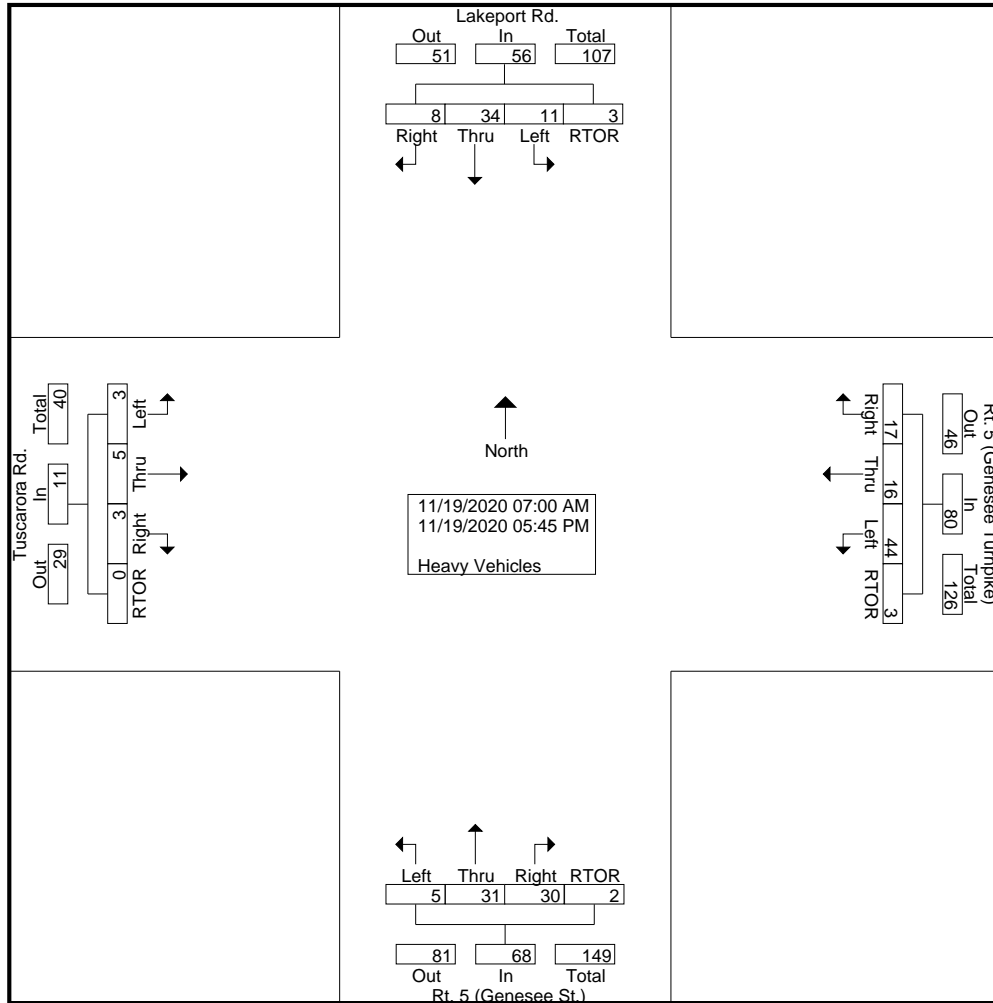 Lakeport Rd.
Out In Total
51 56 107
8 34 11 3
Right Thru Left RTOR
Tuscarora Rd.
Total In Out
40 11 29
3 5 3 0
Left Thru Right RTOR
North
11/19/2020 07:00 AM
11/19/2020 05:45 PM
Heavy Vehicles
Rt. 5 (Genesee Turnpike)
Out In Total
46 80 126
17 16 44 3
Right Thru Left RTOR
Left Thru Right RTOR
5 31 30 2
81 68 149
Out In Total
Rt. 5 (Genesee St.)